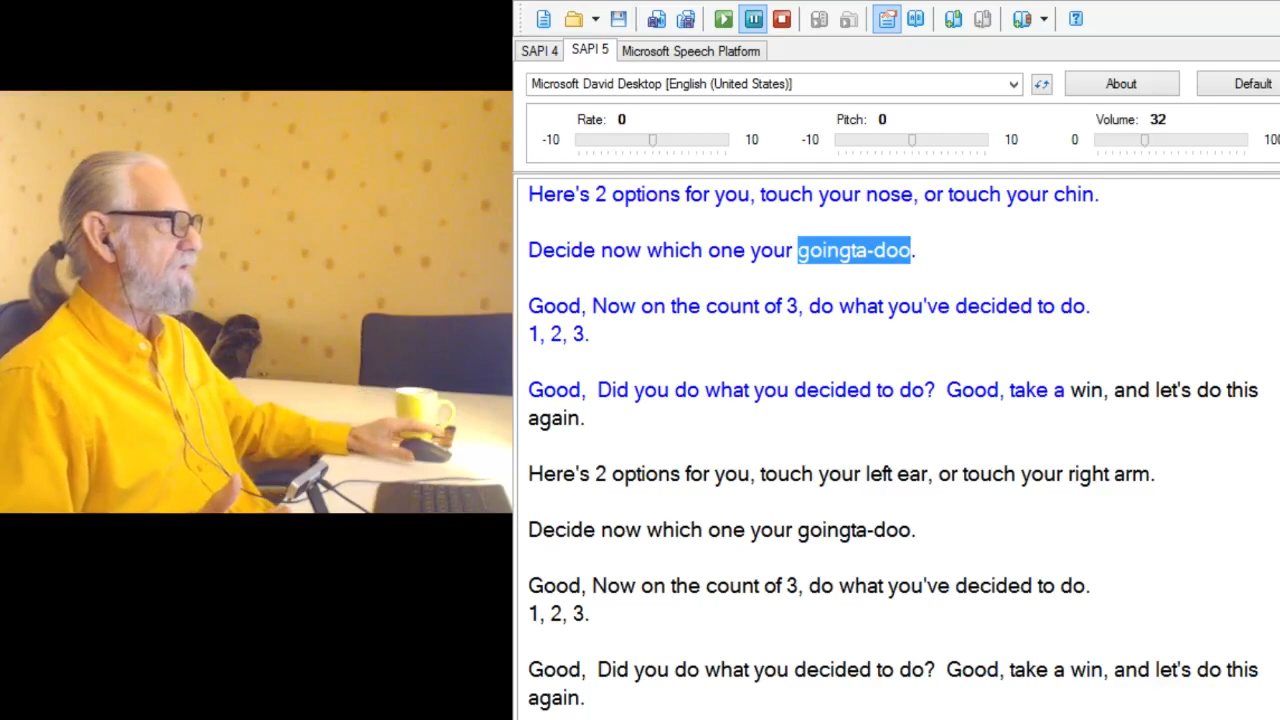 SAPI 4 SAPI 5 Microsoft Speech Platform
Microsoft David Desktop [English (United States)] About Default
Rate: 0 Pitch: 0 Volume: 32
-10 10 -10 10 0 100
Here's 2 options for you, touch your nose, or touch your chin.
Decide now which one your goingta-doo.
Good, Now on the count of 3, do what you've decided to do.
1, 2, 3.
Good,  Did you do what you decided to do?  Good, take a win, and let's do this
again.
Here's 2 options for you, touch your left ear, or touch your right arm.
Decide now which one your goingta-doo.
Good, Now on the count of 3, do what you've decided to do.
1, 2, 3.
Good,  Did you do what you decided to do?  Good, take a win, and let's do this
again.